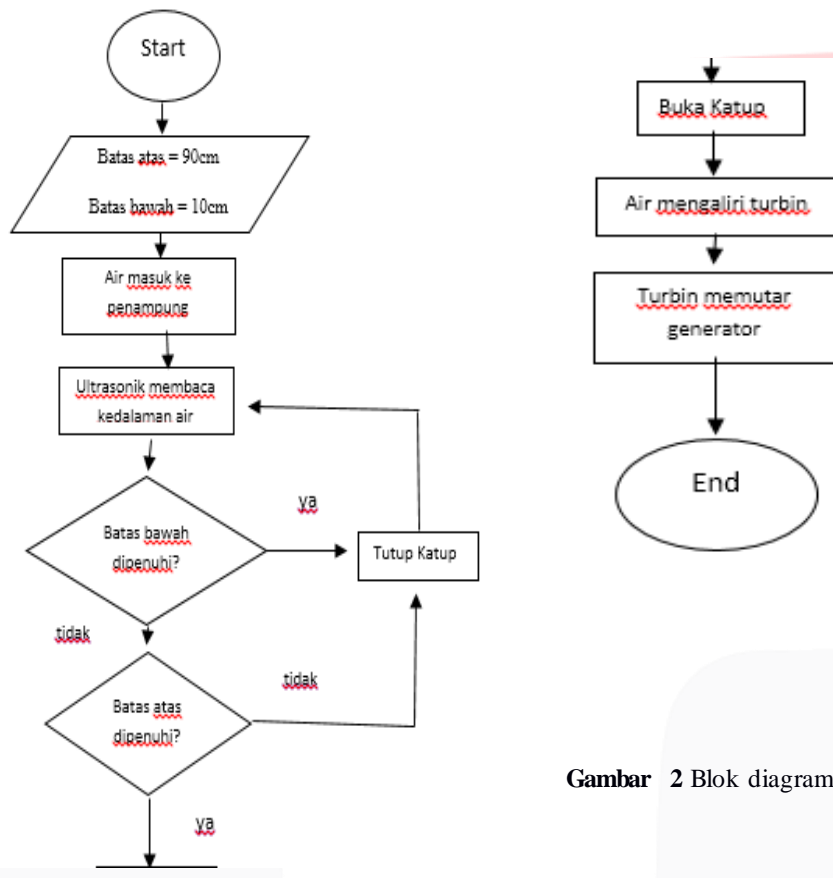 Start
Batas atas = 90cm
Batas bawah = 10cm
Air masuk ke
penampung
Ultrasonik membaca
kedalaman air
Batas bawah
dipenuhi?
ya
Tutup Katup
tidak
Batas atas
dipenuhi?
tidak
ya
Buka Katup
Air mengaliri turbin
Turbin memutar
generator
End
Gambar 2 Blok diagram